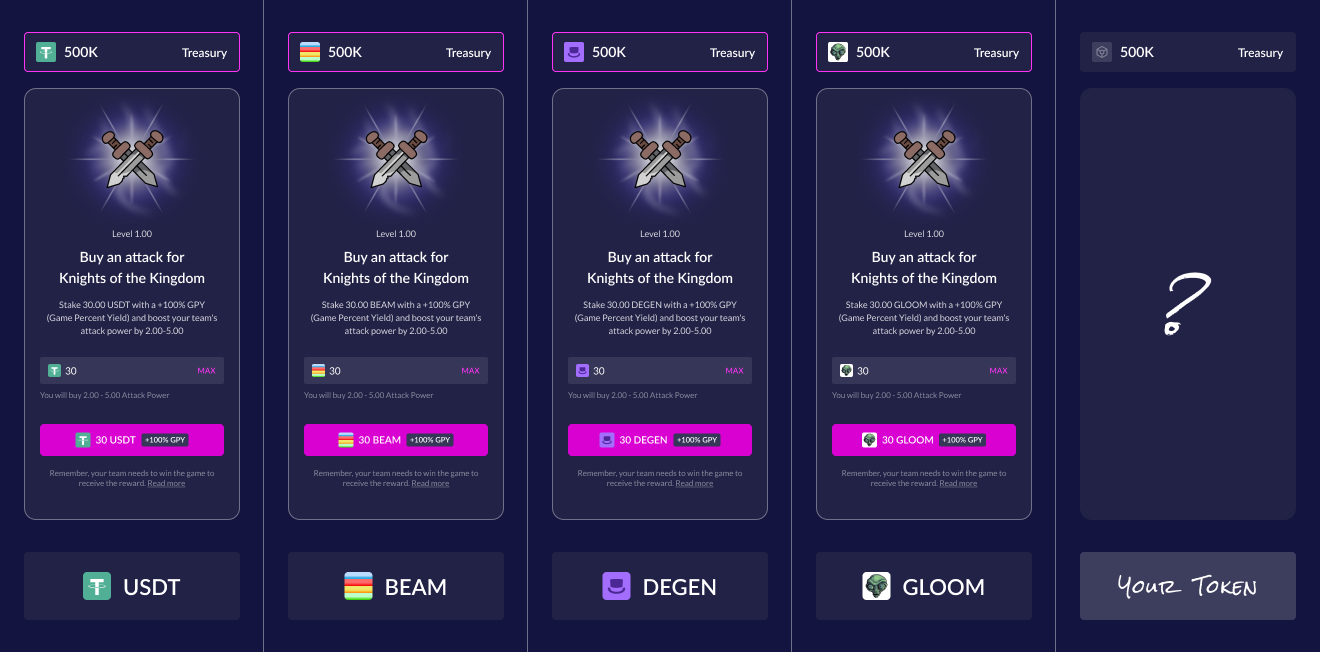 500K Treasury
Level 1.00
Buy an attack for
Knights of the Kingdom
Stake 30.00 USDT with a +100% GPY
(Game Percent Yield) and boost your team's
attack power by 2.00-5.00
30 MAX
You will buy 2.00 - 5.00 Attack Power
30 USDT +100% GPY
Remember, your team needs to win the game to
receive the reward. Read more
USDT
500K Treasury
Level 1.00
Buy an attack for
Knights of the Kingdom
Stake 30.00 BEAM with a +100% GPY
(Game Percent Yield) and boost your team's
attack power by 2.00-5.00
30 MAX
You will buy 2.00 - 5.00 Attack Power
30 BEAM +100% GPY
Remember, your team needs to win the game to
receive the reward. Read more
BEAM
500K Treasury
Level 1.00
Buy an attack for
Knights of the Kingdom
Stake 30.00 DEGEN with a +100% GPY
(Game Percent Yield) and boost your team's
attack power by 2.00-5.00
30 MAX
You will buy 2.00 - 5.00 Attack Power
30 DEGEN +100% GPY
Remember, your team needs to win the game to
receive the reward. Read more
DEGEN
500K Treasury
Level 1.00
Buy an attack for
Knights of the Kingdom
Stake 30.00 GLOOM with a +100% GPY
(Game Percent Yield) and boost your team's
attack power by 2.00-5.00
30 MAX
You will buy 2.00 - 5.00 Attack Power
30 GLOOM +100% GPY
Remember, your team needs to win the game to
receive the reward. Read more
GLOOM
500K Treasury
?
Your Token